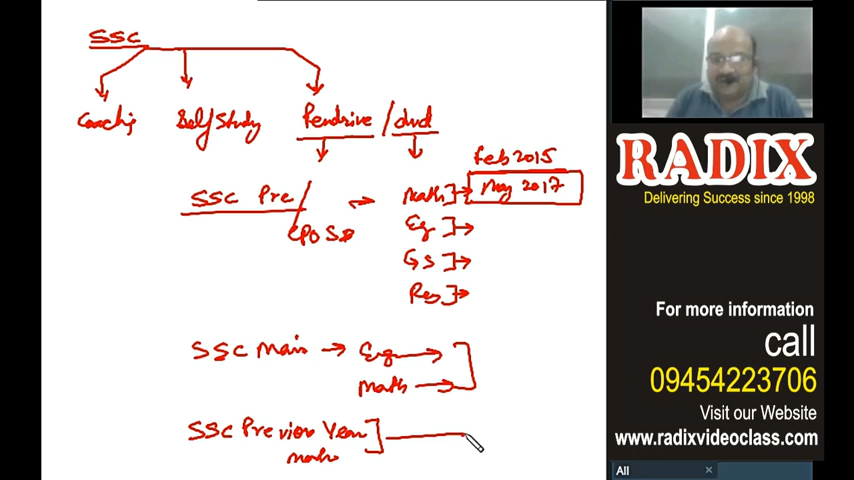 SSC
Coaching Self Study Pendrive / dvd
Feb 2015
SSC Pre / Math May 2017
CPO SI Eg
GS
Res
SSC Main Eng
Math
SSC Previous Year
math
RADIX
Delivering Success since 1998
For more information
call
09454223706
Visit our Website
www.radixvideoclass.com
All